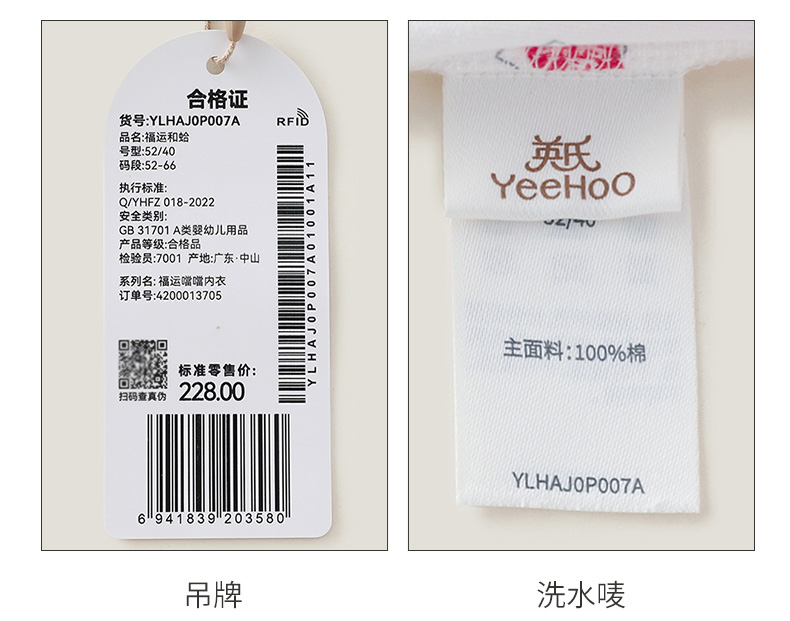 合格证
货号:YLHAJ0P007A
RFID
品名:福运和蛤
号型:52/40
码段:52-66
执行标准:
Q/YHFZ 018-2022
安全类别:
GB 31701 A类婴幼儿用品
产品等级:合格品
检验员:7001 产地:广东·中山
系列名: 福运噹噹内衣
订单号:4200013705
YLHAJ0P007A01001A11
扫码查真伪
标准零售价:
228.00
6 941839 203580
英氏
YeeHoO
52/40
主面料:100%棉
YLHAJ0P007A
吊牌
洗水唛